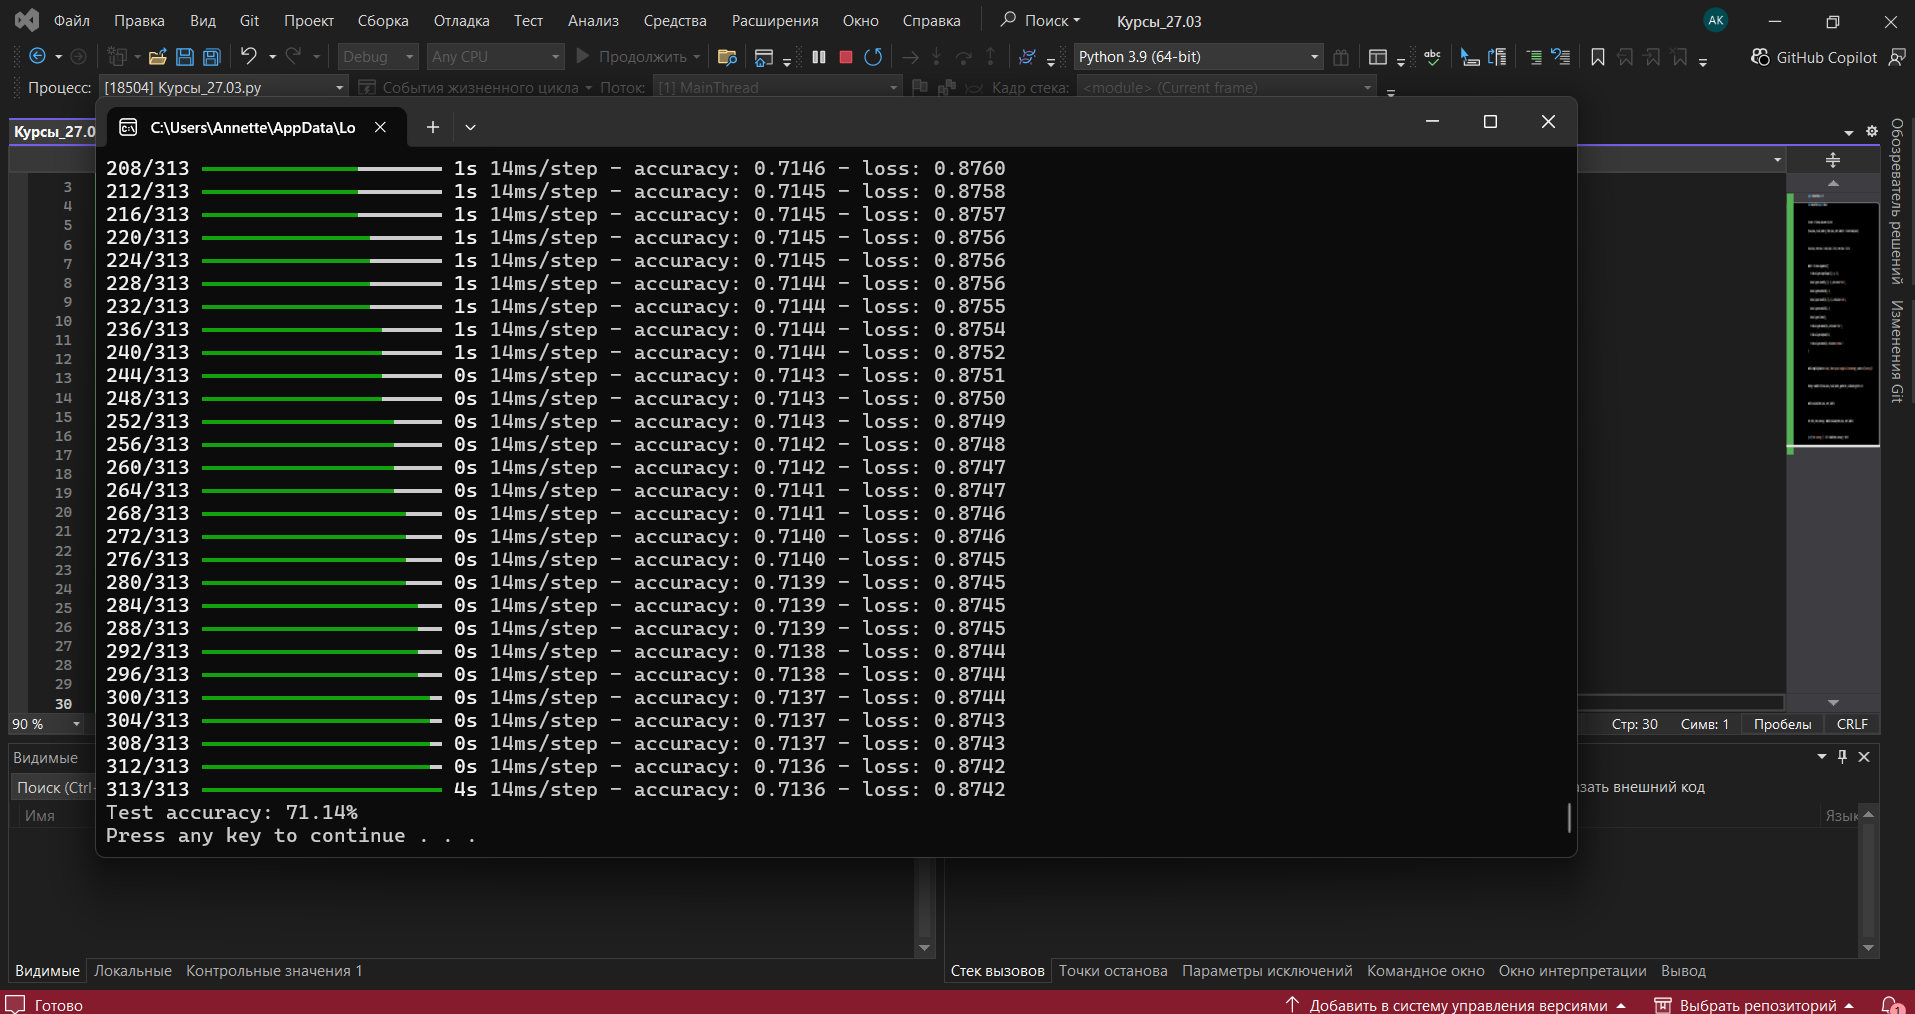 Файл Правка Вид Git Проект Сборка Отладка Тест Анализ Средства Расширения Окно Справка Поиск Курсы_27.03 АК
Debug Any CPU Продолжить Python 3.9 (64-bit) abc GitHub Copilot
Процесс: [18504] Курсы_27.03.py События жизненного цикла Поток: [1] MainThread Кадр стека: <module> (Current frame)
Курсы_27.0
C:\Users\Annette\AppData\Lo
208/313 1s 14ms/step - accuracy: 0.7146 - loss: 0.8760
212/313 1s 14ms/step - accuracy: 0.7145 - loss: 0.8758
216/313 1s 14ms/step - accuracy: 0.7145 - loss: 0.8757
220/313 1s 14ms/step - accuracy: 0.7145 - loss: 0.8756
224/313 1s 14ms/step - accuracy: 0.7145 - loss: 0.8756
228/313 1s 14ms/step - accuracy: 0.7144 - loss: 0.8756
232/313 1s 14ms/step - accuracy: 0.7144 - loss: 0.8755
236/313 1s 14ms/step - accuracy: 0.7144 - loss: 0.8754
240/313 1s 14ms/step - accuracy: 0.7144 - loss: 0.8752
244/313 0s 14ms/step - accuracy: 0.7143 - loss: 0.8751
248/313 0s 14ms/step - accuracy: 0.7143 - loss: 0.8750
252/313 0s 14ms/step - accuracy: 0.7143 - loss: 0.8749
256/313 0s 14ms/step - accuracy: 0.7142 - loss: 0.8748
260/313 0s 14ms/step - accuracy: 0.7142 - loss: 0.8747
264/313 0s 14ms/step - accuracy: 0.7141 - loss: 0.8747
268/313 0s 14ms/step - accuracy: 0.7141 - loss: 0.8746
272/313 0s 14ms/step - accuracy: 0.7140 - loss: 0.8746
276/313 0s 14ms/step - accuracy: 0.7140 - loss: 0.8745
280/313 0s 14ms/step - accuracy: 0.7139 - loss: 0.8745
284/313 0s 14ms/step - accuracy: 0.7139 - loss: 0.8745
288/313 0s 14ms/step - accuracy: 0.7139 - loss: 0.8745
292/313 0s 14ms/step - accuracy: 0.7138 - loss: 0.8744
296/313 0s 14ms/step - accuracy: 0.7138 - loss: 0.8744
300/313 0s 14ms/step - accuracy: 0.7137 - loss: 0.8744
304/313 0s 14ms/step - accuracy: 0.7137 - loss: 0.8743
308/313 0s 14ms/step - accuracy: 0.7137 - loss: 0.8743
312/313 0s 14ms/step - accuracy: 0.7136 - loss: 0.8742
313/313 4s 14ms/step - accuracy: 0.7136 - loss: 0.8742
Test accuracy: 71.14%
Press any key to continue . . .
3
4
5
6
7
8
9
10
11
12
13
14
15
16
17
18
19
20
21
22
23
24
25
26
27
28
29
30
Обозреватель решений
Изменения Git
90 % Стр: 30 Симв: 1 Пробелы CRLF
Видимые
Поиск (Ctrl+
Имя
азать внешний код
Язык
Видимые Локальные Контрольные значения 1
Стек вызовов Точки останова Параметры исключений Командное окно Окно интерпретации Вывод
Готово Добавить в систему управления версиями Выбрать репозиторий 1